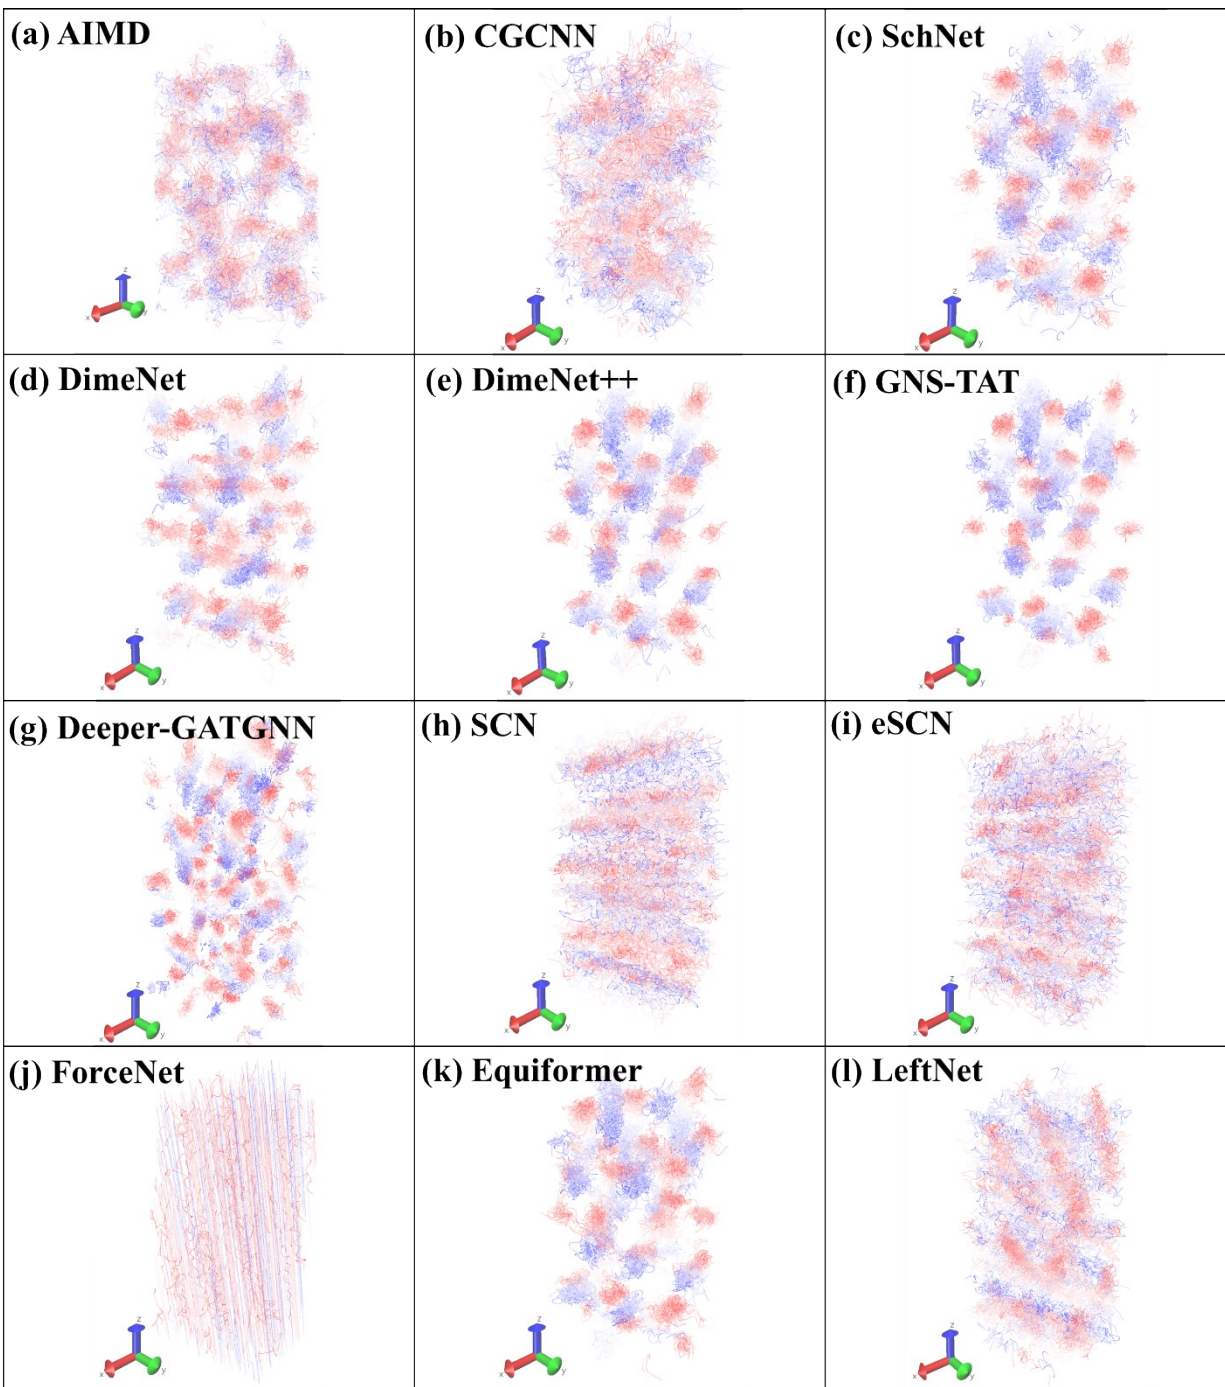 (a) AIMD
(b) CGCNN
(c) SchNet
z
x
y
z
x
y
z
x
y
(d) DimeNet
(e) DimeNet++
(f) GNS-TAT
z
x
y
z
x
y
z
x
y
(g) Deeper-GATGNN
(h) SCN
(i) eSCN
z
x
y
z
x
y
z
x
y
(j) ForceNet
(k) Equiformer
(l) LeftNet
z
x
y
z
x
y
z
x
y